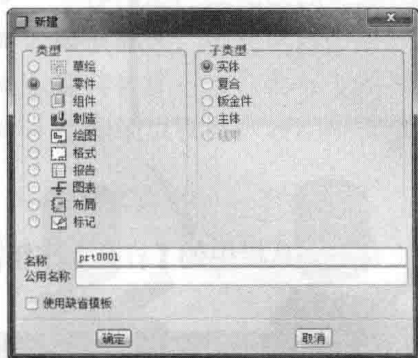 新建
类型
草绘
零件
组件
制造
绘图
格式
报告
图表
布局
标记
子类型
实体
复合
钣金件
主体
线束
名称 prt0001
公用名称
使用缺省模板
确定
取消